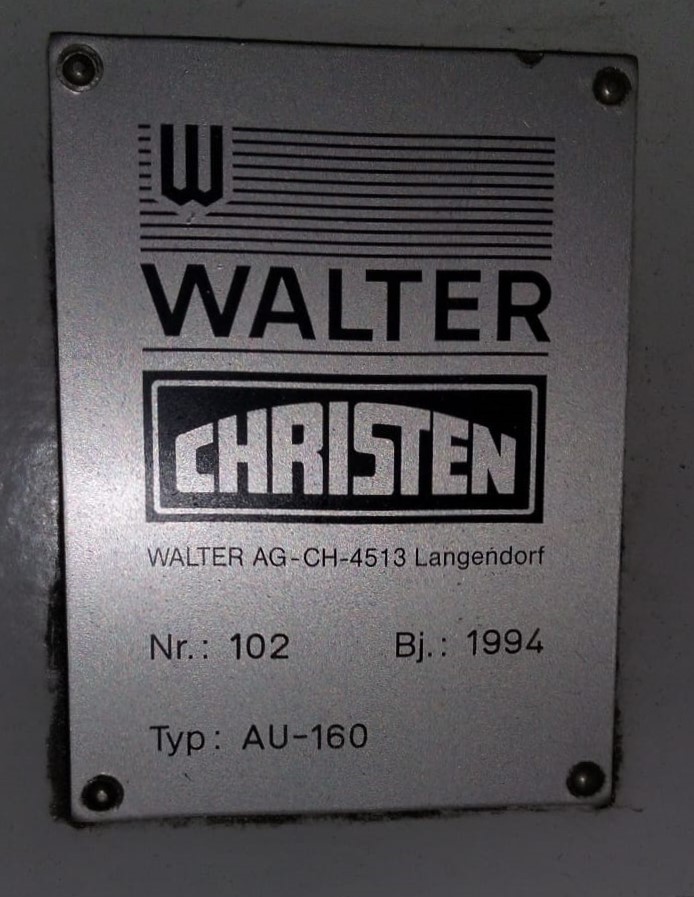 W
WALTER
CHRISTEN
WALTER AG-CH-4513 Langendorf
Nr.: 102 Bj.: 1994
Typ: AU-160